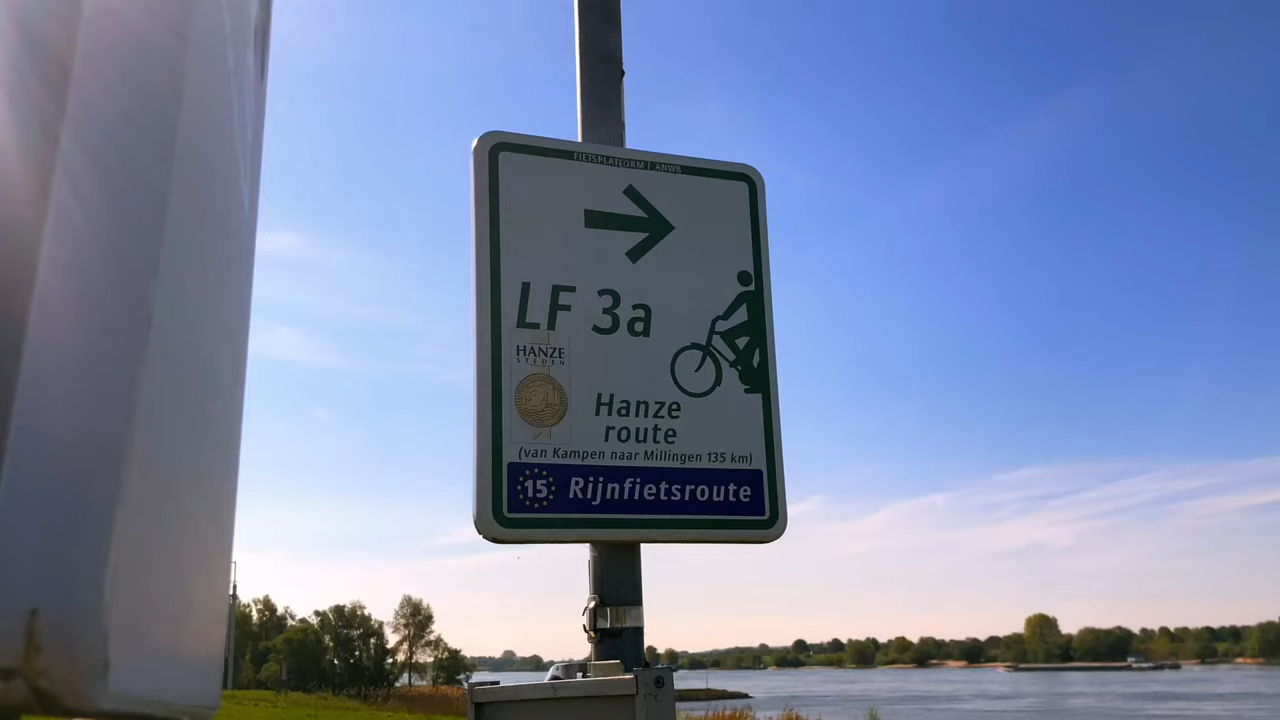 FIETSPLATFORM | ANWB
LF 3a
HANZE
STEDEN
Hanze
route
(van Kampen naar Millingen 135 km)
15 Rijnfietsroute